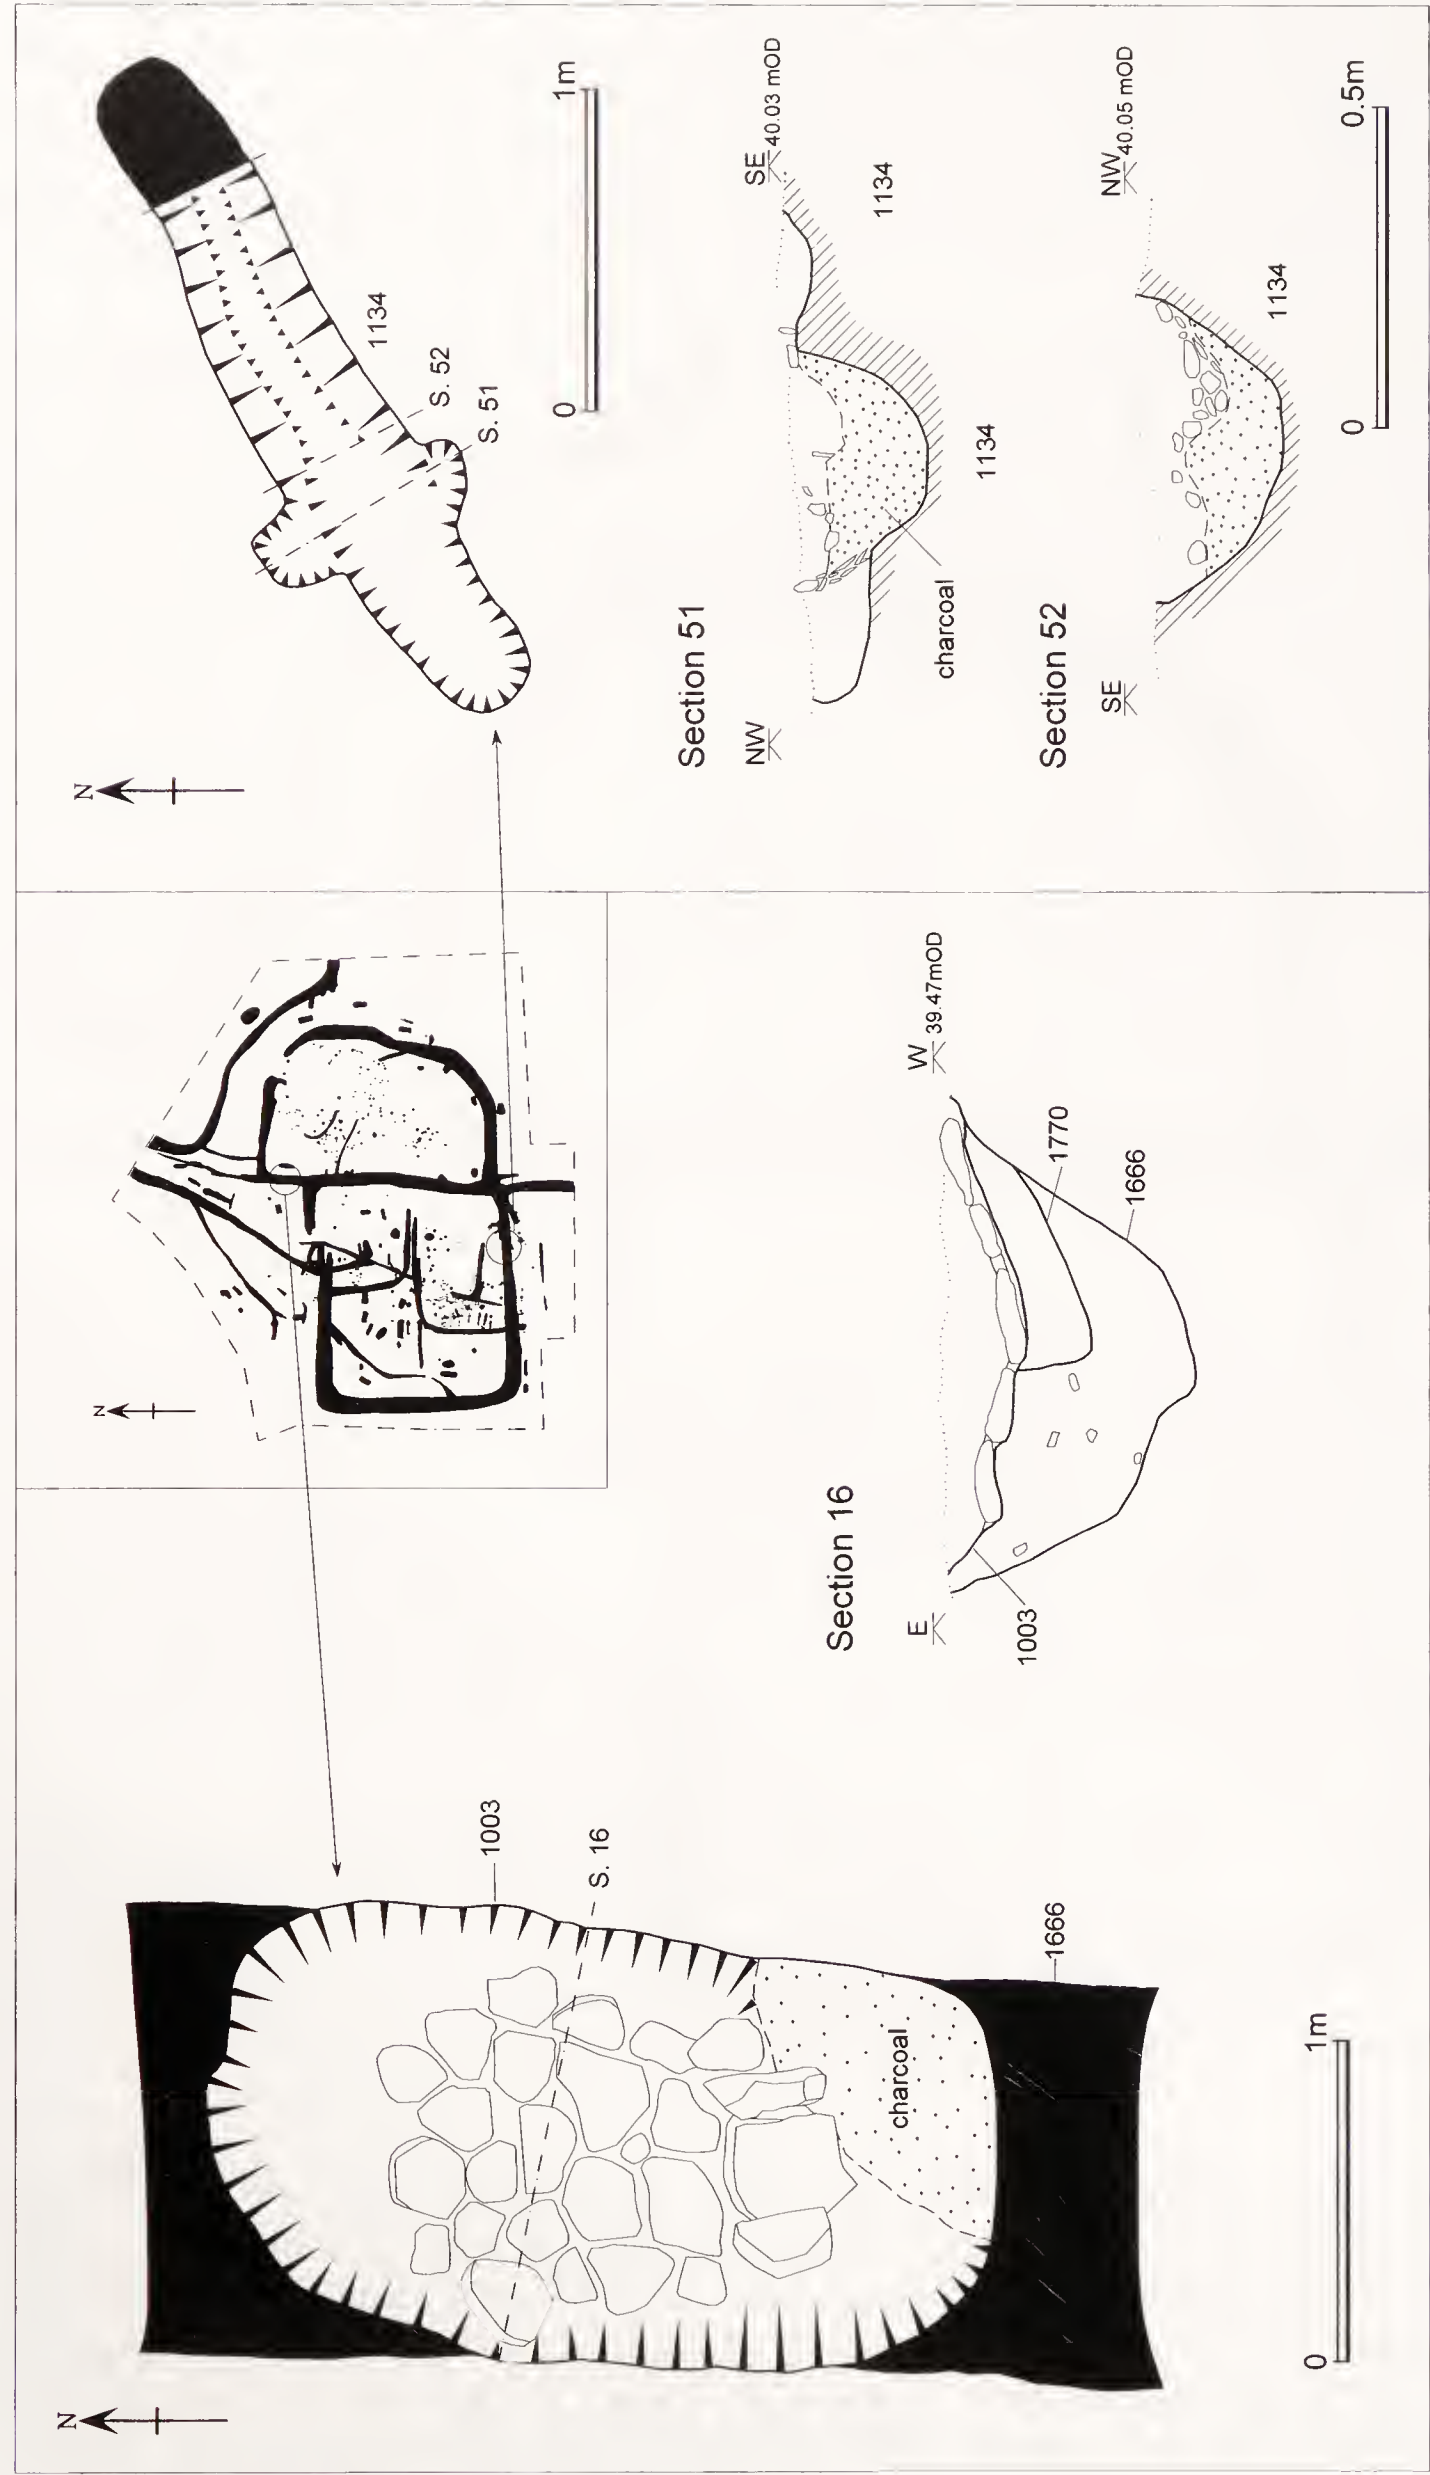 N
1003
S. 16
charcoal
1666
0 1m
N
Section 16
E
W
39.47mOD
1003
1770
1666
N
1134
S. 52
S. 51
0 1m
Section 51
NW
SE
40.03 mOD
1134
1134
charcoal
Section 52
SE
NW
40.05 mOD
1134
0 0.5m